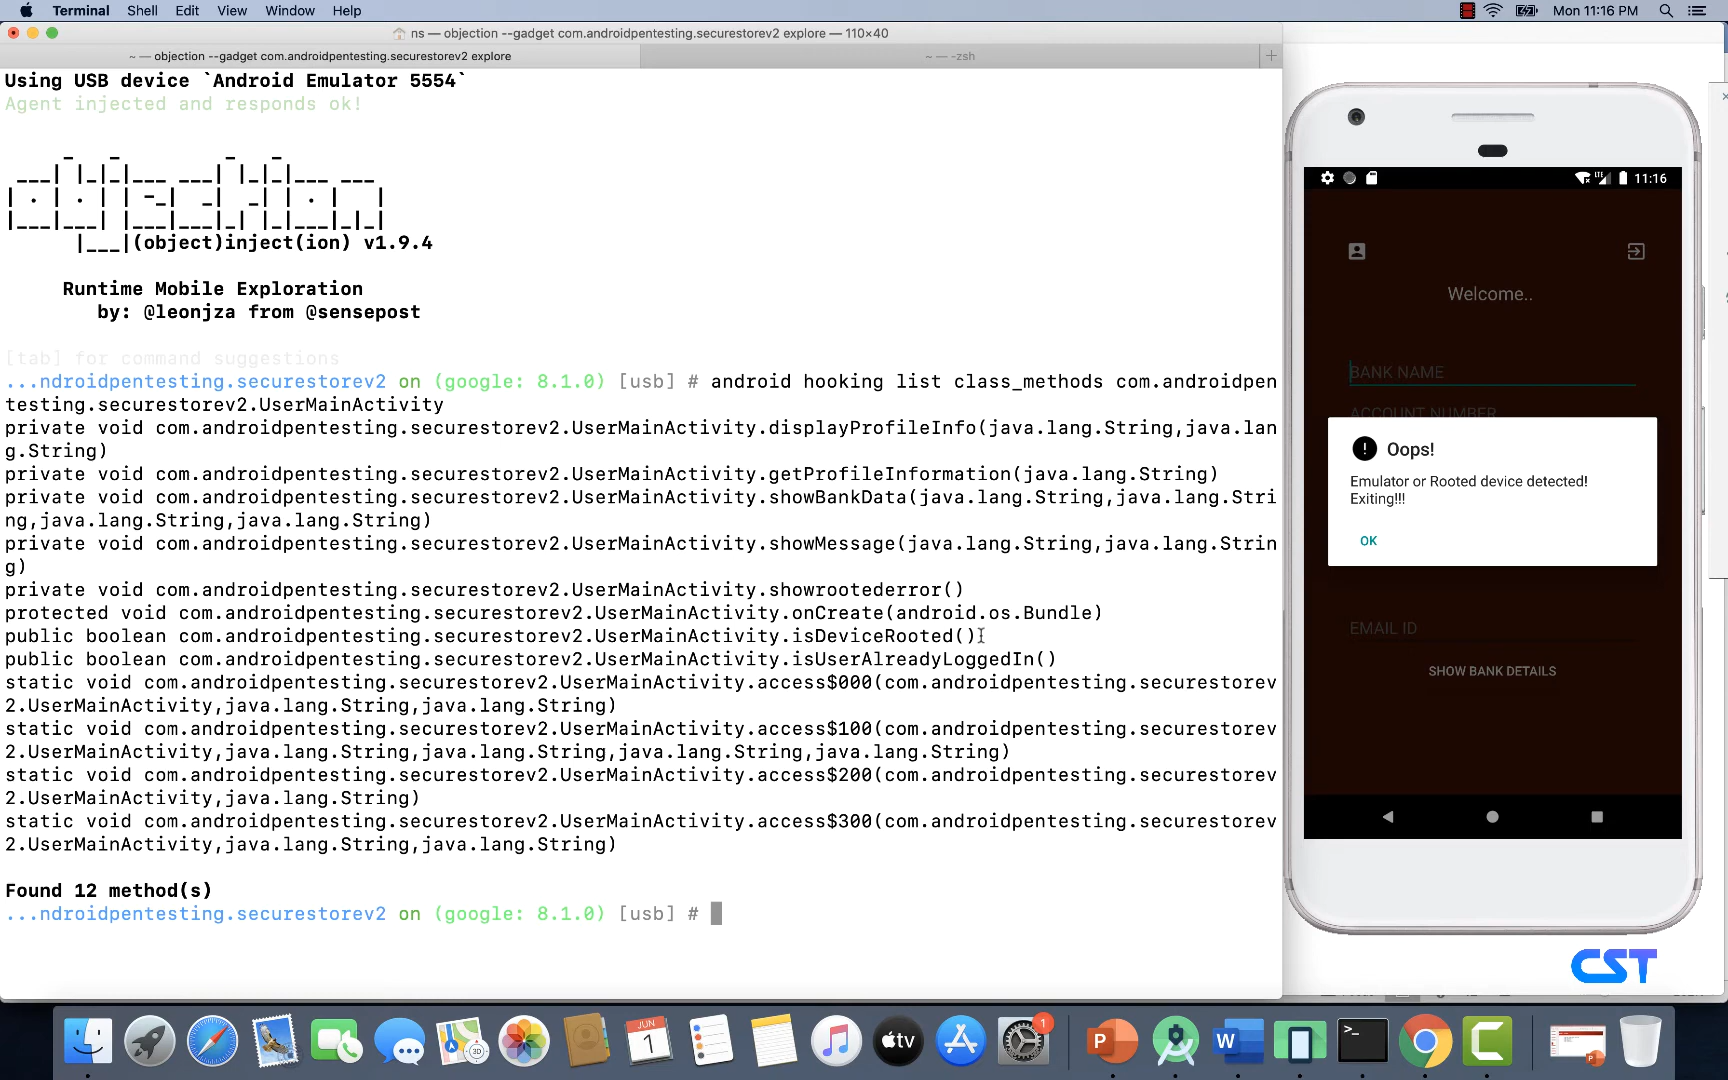 Terminal Shell Edit View Window Help
Mon 11:16 PM
ns — objection --gadget com.androidpentesting.securestorev2 explore — 110×40
~ — objection --gadget com.androidpentesting.securestorev2 explore
~ — -zsh
Using USB device `Android Emulator 5554`
Agent injected and responds ok!
|___|(object)inject(ion) v1.9.4
Runtime Mobile Exploration
by: @leonjza from @sensepost
[tab] for command suggestions
...ndroidpentesting.securestorev2 on (google: 8.1.0) [usb] # android hooking list class_methods com.androidpen
testing.securestorev2.UserMainActivity
private void com.androidpentesting.securestorev2.UserMainActivity.displayProfileInfo(java.lang.String,java.lan
g.String)
private void com.androidpentesting.securestorev2.UserMainActivity.getProfileInformation(java.lang.String)
private void com.androidpentesting.securestorev2.UserMainActivity.showBankData(java.lang.String,java.lang.Stri
ng,java.lang.String,java.lang.String)
private void com.androidpentesting.securestorev2.UserMainActivity.showMessage(java.lang.String,java.lang.Strin
g)
private void com.androidpentesting.securestorev2.UserMainActivity.showrootederror()
protected void com.androidpentesting.securestorev2.UserMainActivity.onCreate(android.os.Bundle)
public boolean com.androidpentesting.securestorev2.UserMainActivity.isDeviceRooted()
public boolean com.androidpentesting.securestorev2.UserMainActivity.isUserAlreadyLoggedIn()
static void com.androidpentesting.securestorev2.UserMainActivity.access$000(com.androidpentesting.securestorev
2.UserMainActivity,java.lang.String,java.lang.String)
static void com.androidpentesting.securestorev2.UserMainActivity.access$100(com.androidpentesting.securestorev
2.UserMainActivity,java.lang.String,java.lang.String,java.lang.String,java.lang.String)
static void com.androidpentesting.securestorev2.UserMainActivity.access$200(com.androidpentesting.securestorev
2.UserMainActivity,java.lang.String)
static void com.androidpentesting.securestorev2.UserMainActivity.access$300(com.androidpentesting.securestorev
2.UserMainActivity,java.lang.String,java.lang.String)
Found 12 method(s)
...ndroidpentesting.securestorev2 on (google: 8.1.0) [usb] #
LTE 11:16
Welcome..
BANK NAME
ACCOUNT NUMBER
Oops!
Emulator or Rooted device detected!
Exiting!!!
OK
EMAIL ID
SHOW BANK DETAILS
CST
JUN
1
3D
tv
1
P
W
>_
C
P